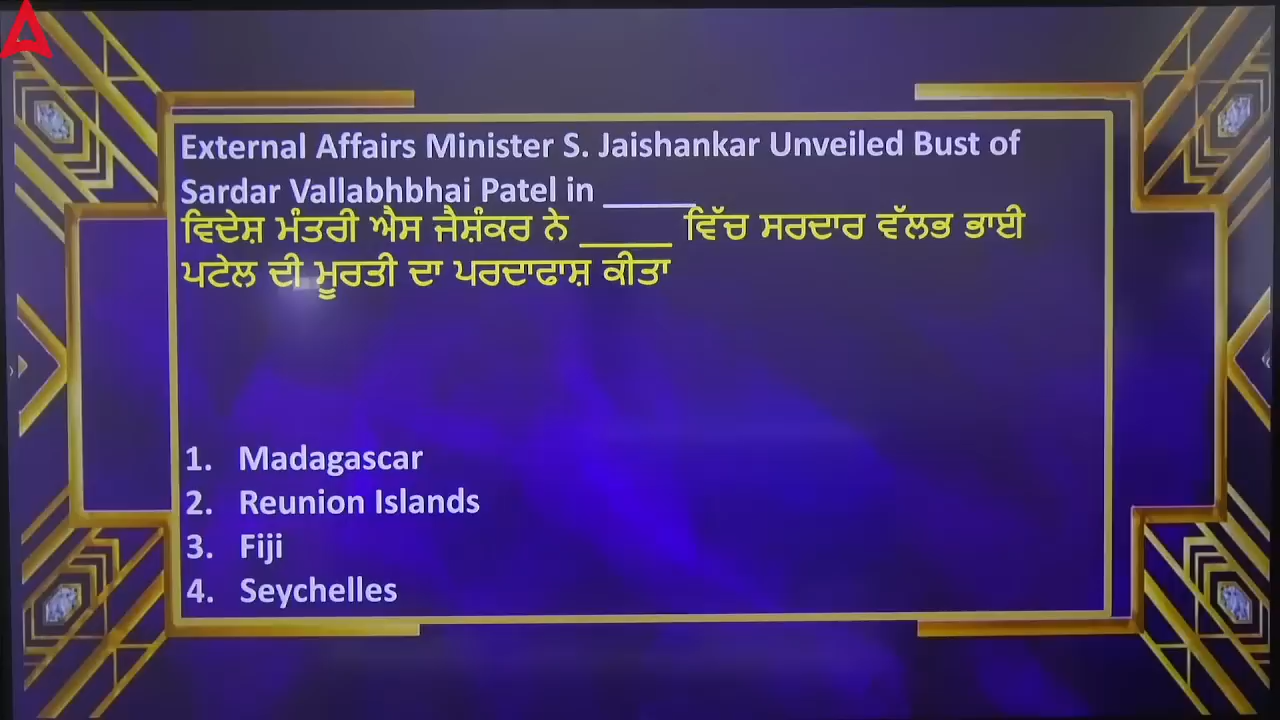 External Affairs Minister S. Jaishankar Unveiled Bust of
Sardar Vallabhbhai Patel in ______
ਵਿਦੇਸ਼ ਮੰਤਰੀ ਐਸ ਜੈਸ਼ੰਕਰ ਨੇ _____ ਵਿੱਚ ਸਰਦਾਰ ਵੱਲਭ ਭਾਈ
ਪਟੇਲ ਦੀ ਮੂਰਤੀ ਦਾ ਪਰਦਾਫਾਸ਼ ਕੀਤਾ
1. Madagascar
2. Reunion Islands
3. Fiji
4. Seychelles